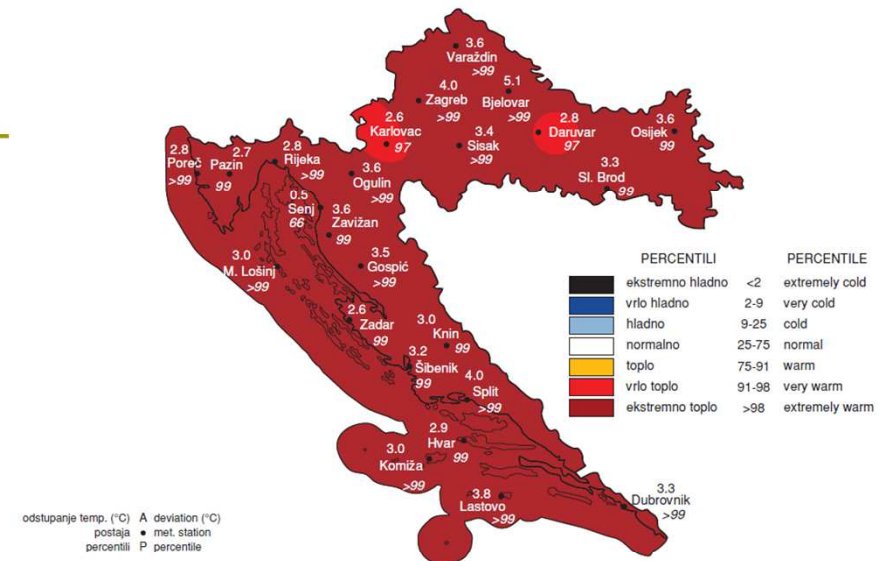 3.6
Varaždin
>99
4.0
Zagreb
>99
5.1
Bjelovar
>99
2.6
Karlovac
97
3.4
Sisak
>99
2.8
Daruvar
97
3.6
Osijek
99
3.3
Sl. Brod
99
2.8
Poreč
>99
2.7
Pazin
99
2.8
Rijeka
>99
3.6
Ogulin
>99
0.5
Senj
66
3.6
Zavižan
99
3.0
M. Lošinj
>99
3.5
Gospić
>99
2.6
Zadar
99
3.0
Knin
99
3.2
Šibenik
99
4.0
Split
>99
2.9
Hvar
99
3.0
Komiža
>99
3.8
Lastovo
>99
3.3
Dubrovnik
>99
PERCENTILI PERCENTILE
ekstremno hladno <2 extremely cold
vrlo hladno 2-9 very cold
hladno 9-25 cold
normalno 25-75 normal
toplo 75-91 warm
vrlo toplo 91-98 very warm
ekstremno toplo >98 extremely warm
odstupanje temp. (°C) A deviation (°C)
postaja • met. station
percentili P percentile